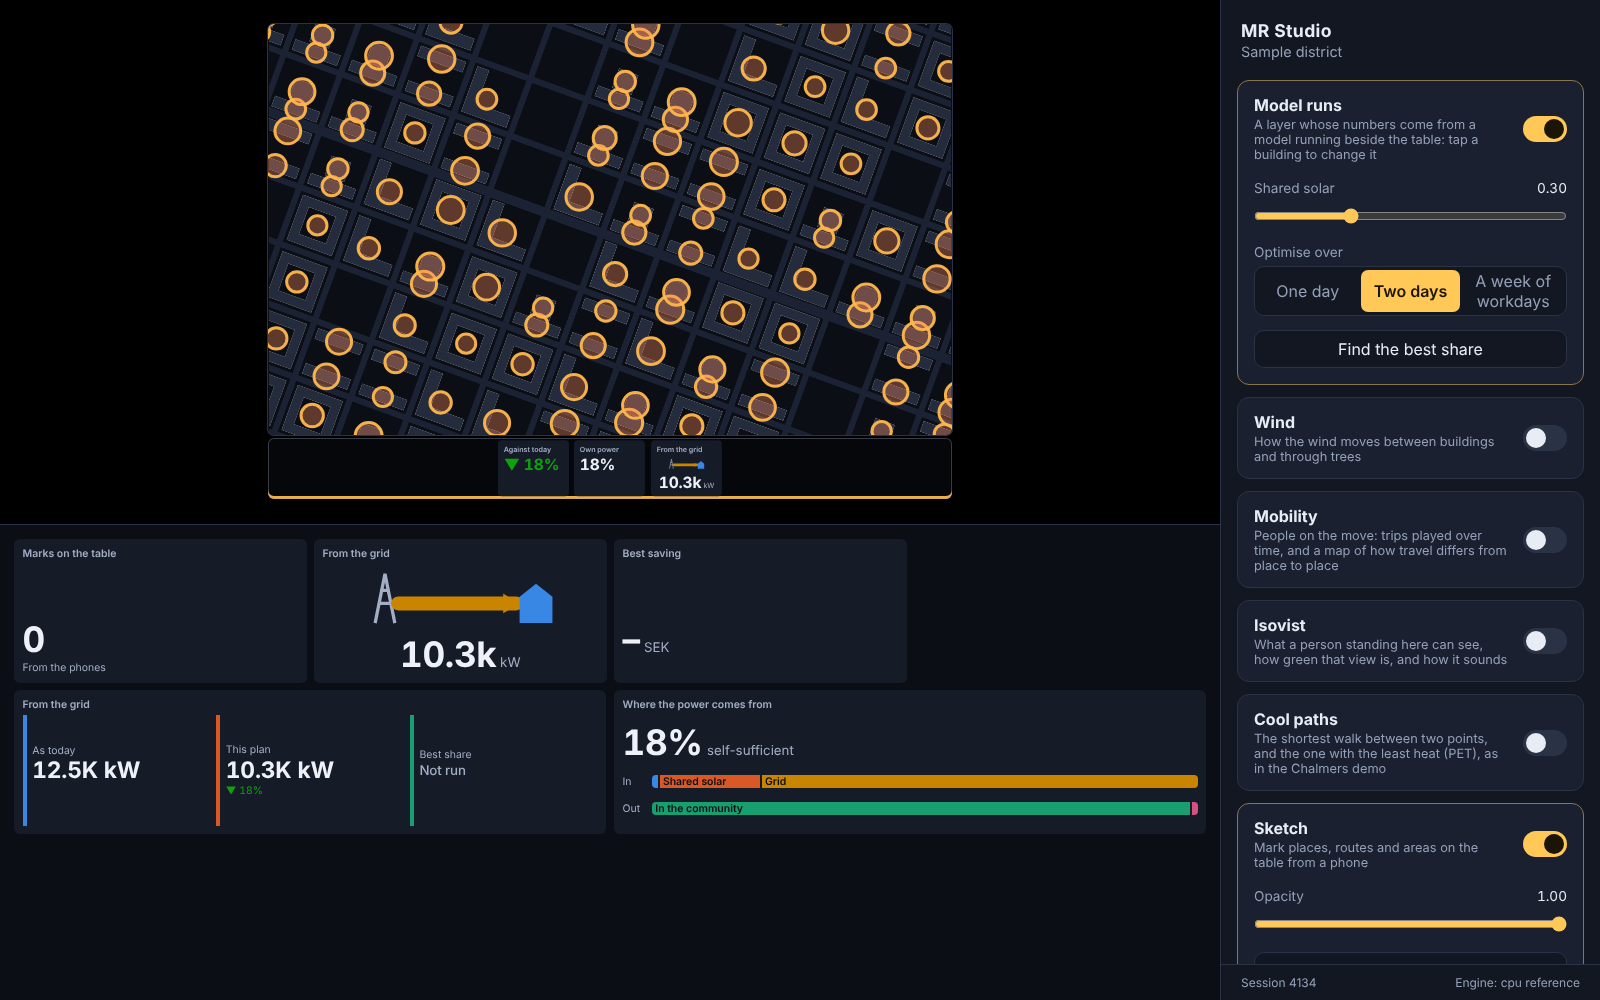 MR Studio
Sample district
Model runs
A layer whose numbers come from a
model running beside the table: tap a
building to change it
Shared solar
0.30
Optimise over
One day
Two days
A week of
workdays
Find the best share
Wind
How the wind moves between buildings
and through trees
Mobility
People on the move: trips played over
time, and a map of how travel differs from
place to place
Isovist
What a person standing here can see,
how green that view is, and how it sounds
Cool paths
The shortest walk between two points,
and the one with the least heat (PET), as
in the Chalmers demo
Sketch
Mark places, routes and areas on the
table from a phone
Opacity
1.00
Session 4134
Engine: cpu reference
Against today
▼ 18%
Own power
18%
From the grid
10.3k kW
Marks on the table
0
From the phones
From the grid
10.3k kW
Best saving
– SEK
From the grid
As today
12.5K kW
This plan
10.3K kW
▼ 18%
Best share
Not run
Where the power comes from
18% self-sufficient
In
Shared solar
Grid
Out
In the community